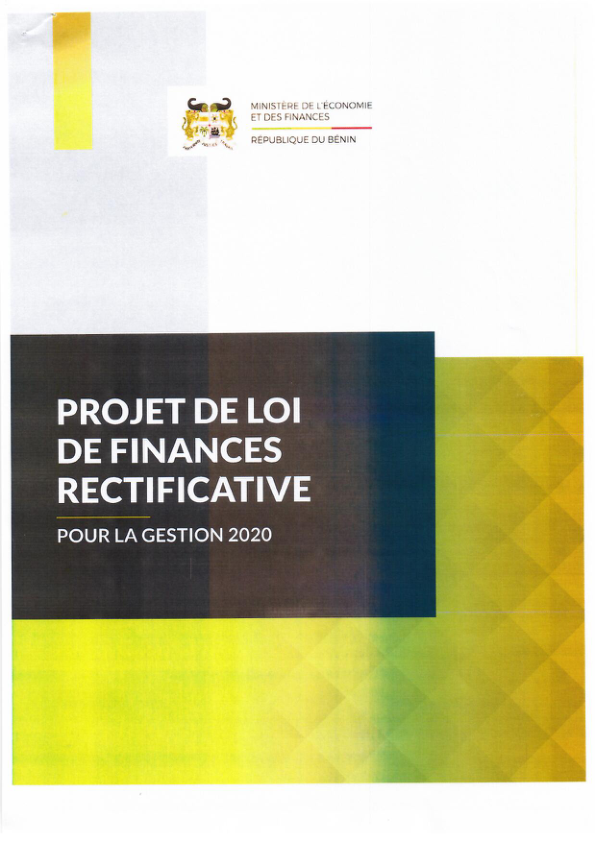 MINISTÈRE DE L'ÉCONOMIE
ET DES FINANCES
RÉPUBLIQUE DU BÉNIN
PROJET DE LOI
DE FINANCES
RECTIFICATIVE
POUR LA GESTION 2020